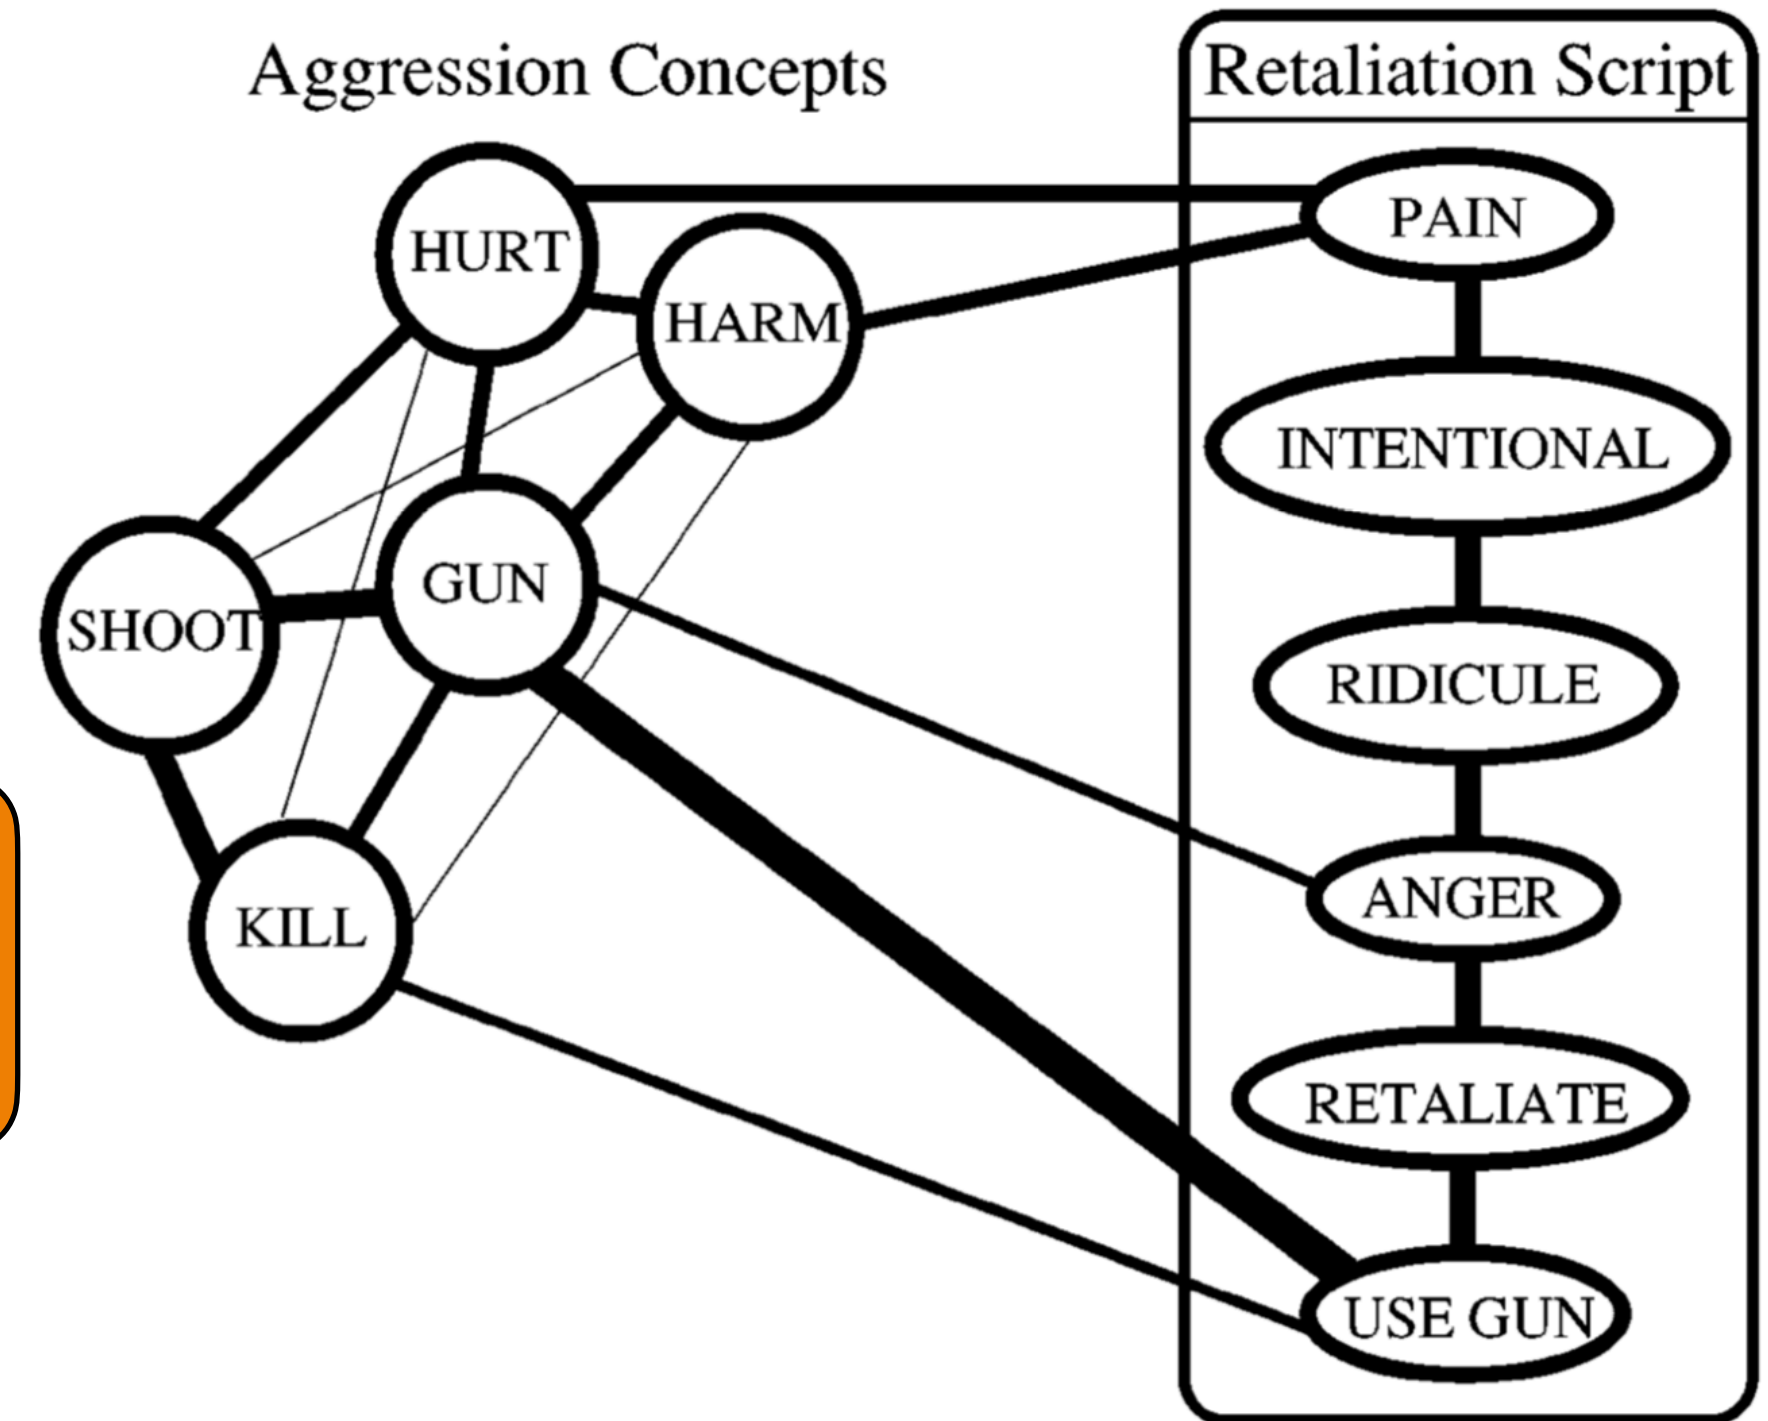 Aggression Concepts
Retaliation Script
HURT
HARM
GUN
SHOOT
KILL
PAIN
INTENTIONAL
RIDICULE
ANGER
RETALIATE
USE GUN